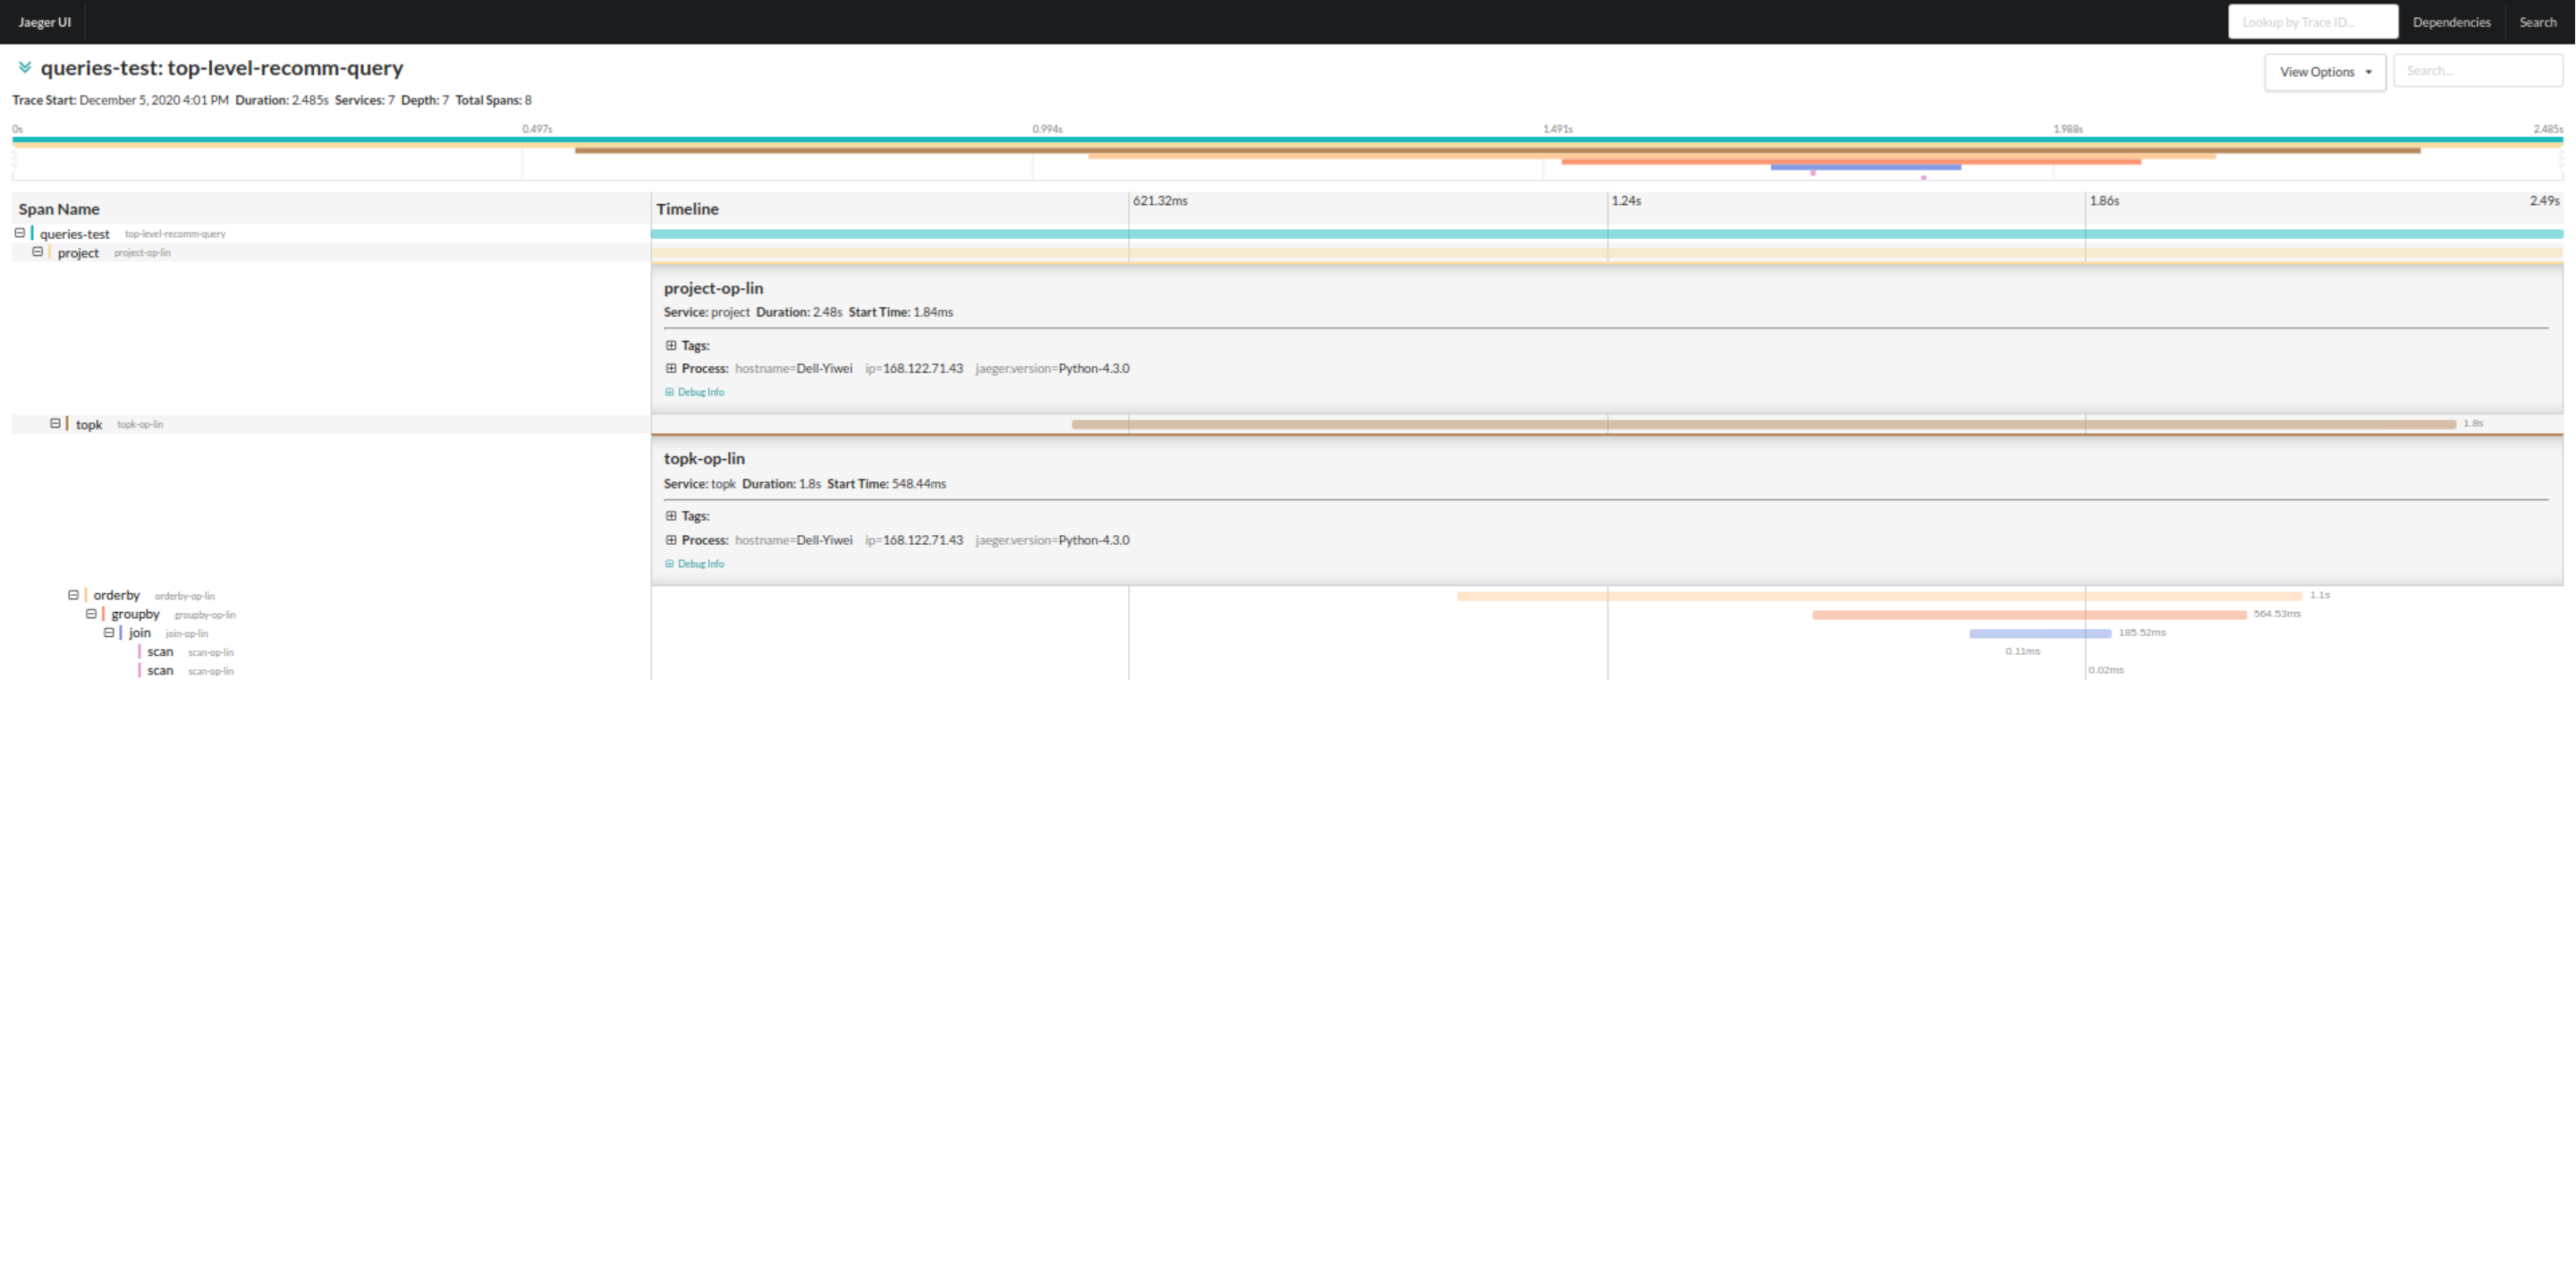 Jaeger UI Lookup by Trace ID... Dependencies Search
queries-test: top-level-recomm-query View Options Search...
Trace Start: December 5, 2020 4:01 PM Duration: 2.485s Services: 7 Depth: 7 Total Spans: 8
0s 0.497s 0.994s 1.491s 1.988s 2.485s
Span Name Timeline 621.32ms 1.24s 1.86s 2.49s
queries-test top-level-recomm-query
project project-op-lin
project-op-lin
Service: project Duration: 2.48s Start Time: 1.84ms
Tags:
Process: hostname=Dell-Yiwei ip=168.122.71.43 jaeger.version=Python-4.3.0
Debug Info
topk topk-op-lin 1.8s
topk-op-lin
Service: topk Duration: 1.8s Start Time: 548.44ms
Tags:
Process: hostname=Dell-Yiwei ip=168.122.71.43 jaeger.version=Python-4.3.0
Debug Info
orderby orderby-op-lin 1.1s
groupby groupby-op-lin 564.53ms
join join-op-lin 185.52ms
scan scan-op-lin 0.11ms
scan scan-op-lin 0.02ms